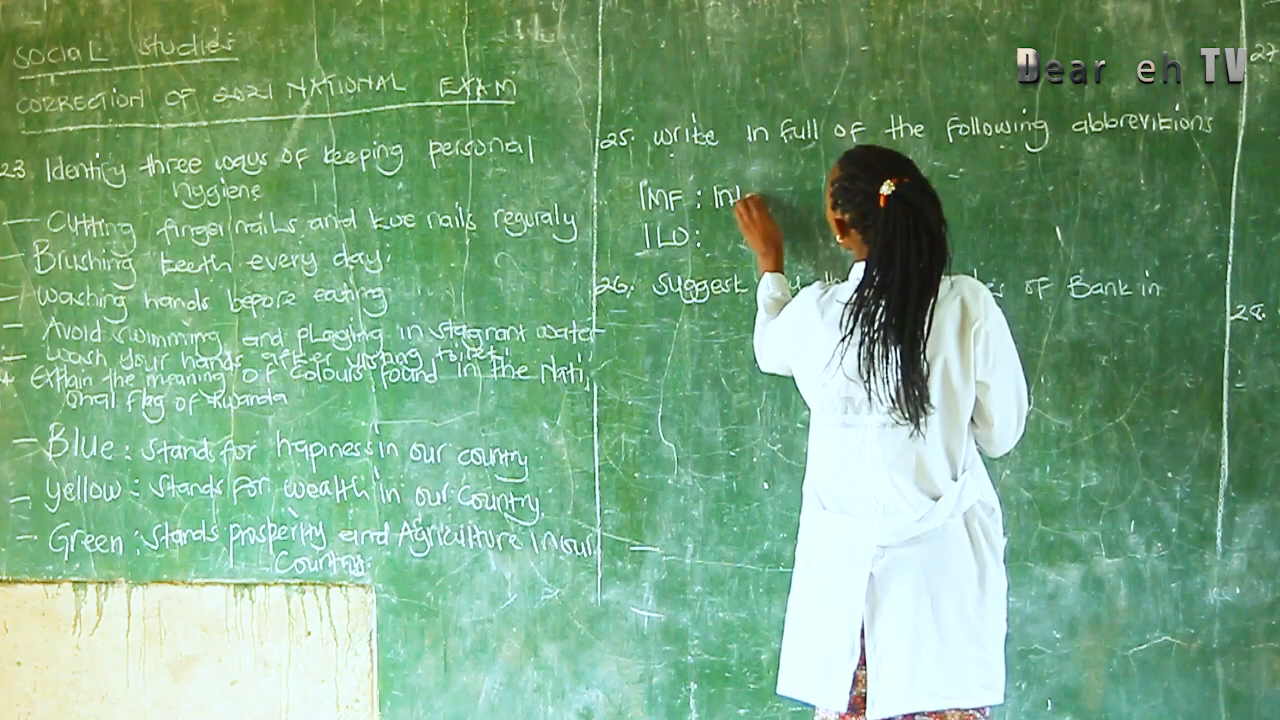 Social Studies
CORRECTION OF 2021 NATIONAL EXAM
23. Identify three ways of keeping personal
hygiene
- Cutting finger nails and toe nails reguraly
- Brushing teeth every day.
- Washing hands before eating
- Avoid swimming and playing in stagnant water
- Wash your hands after visiting toilet.
Explain the meaning of colours found in the Nati
onal flag of Rwanda
- Blue: stands for hapiness in our country
- Yellow: stands for wealth in our country.
- Green: stands prosperity and Agriculture in our
Country.
25. Write in full of the following abbrevitions
IMF: In
ILO:
26. Suggest of Bank in
27
28.
Dear eh TV